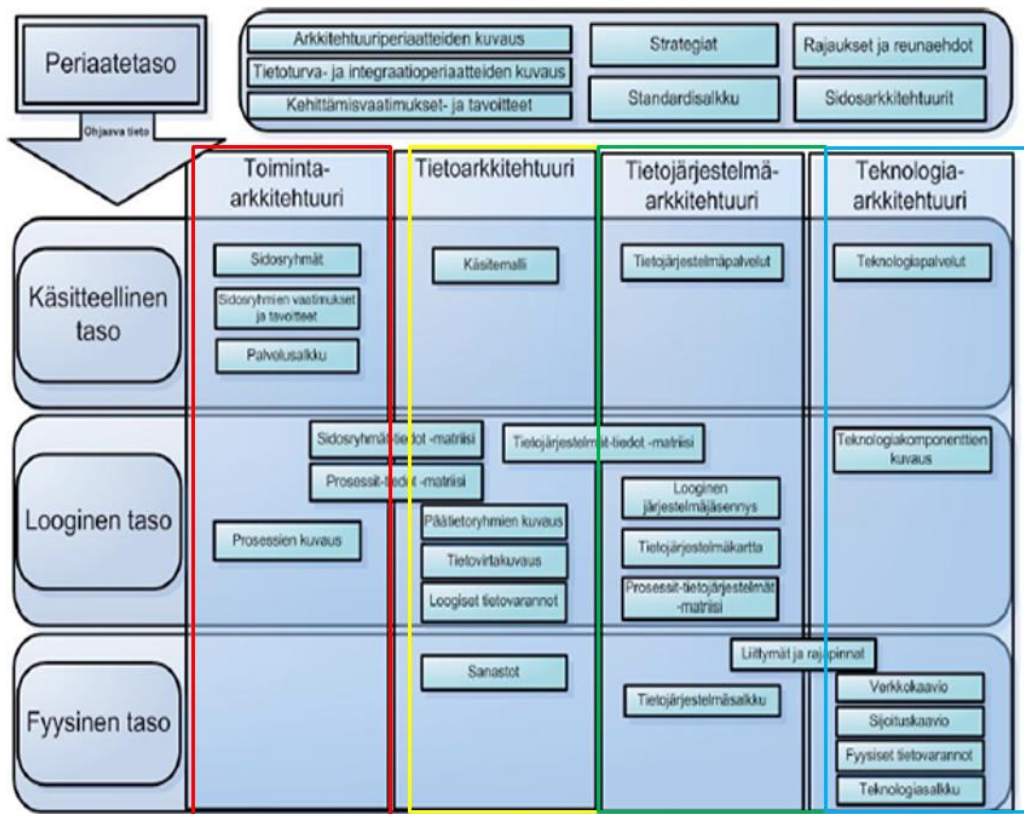 Periaatetaso
Ohjaava tieto
Arkkitehtuuriperiaatteiden kuvaus
Tietoturva- ja integraatioperiaatteiden kuvaus
Kehittämisvaatimukset- ja tavoitteet
Strategiat
Standardisalkku
Rajaukset ja reunaehdot
Sidosarkkitehtuurit
Toiminta-
arkkitehtuuri
Tietoarkkitehtuuri
Tietojärjestelmä-
arkkitehtuuri
Teknologia-
arkkitehtuuri
Käsitteellinen
taso
Sidosryhmät
Sidosryhmien vaatimukset
ja tavoitteet
Palvelusalkku
Käsitemalli
Tietojärjestelmäpalvelut
Teknologiapalvelut
Looginen taso
Sidosryhmät-tiedot -matriisi
Prosessit-tiedot -matriisi
Prosessien kuvaus
Tietojärjestelmät-tiedot -matriisi
Päätietoryhmien kuvaus
Tietovirtakuvaus
Loogiset tietovarannot
Looginen
järjestelmäjäsennys
Tietojärjestelmäkartta
Prosessit-tietojärjestelmät
-matriisi
Teknologiakomponenttien
kuvaus
Fyysinen taso
Sanastot
Liittymät ja rajapinnat
Tietojärjestelmäsalkku
Verkkokaavio
Sijoituskaavio
Fyysiset tietovarannot
Teknologiasalkku